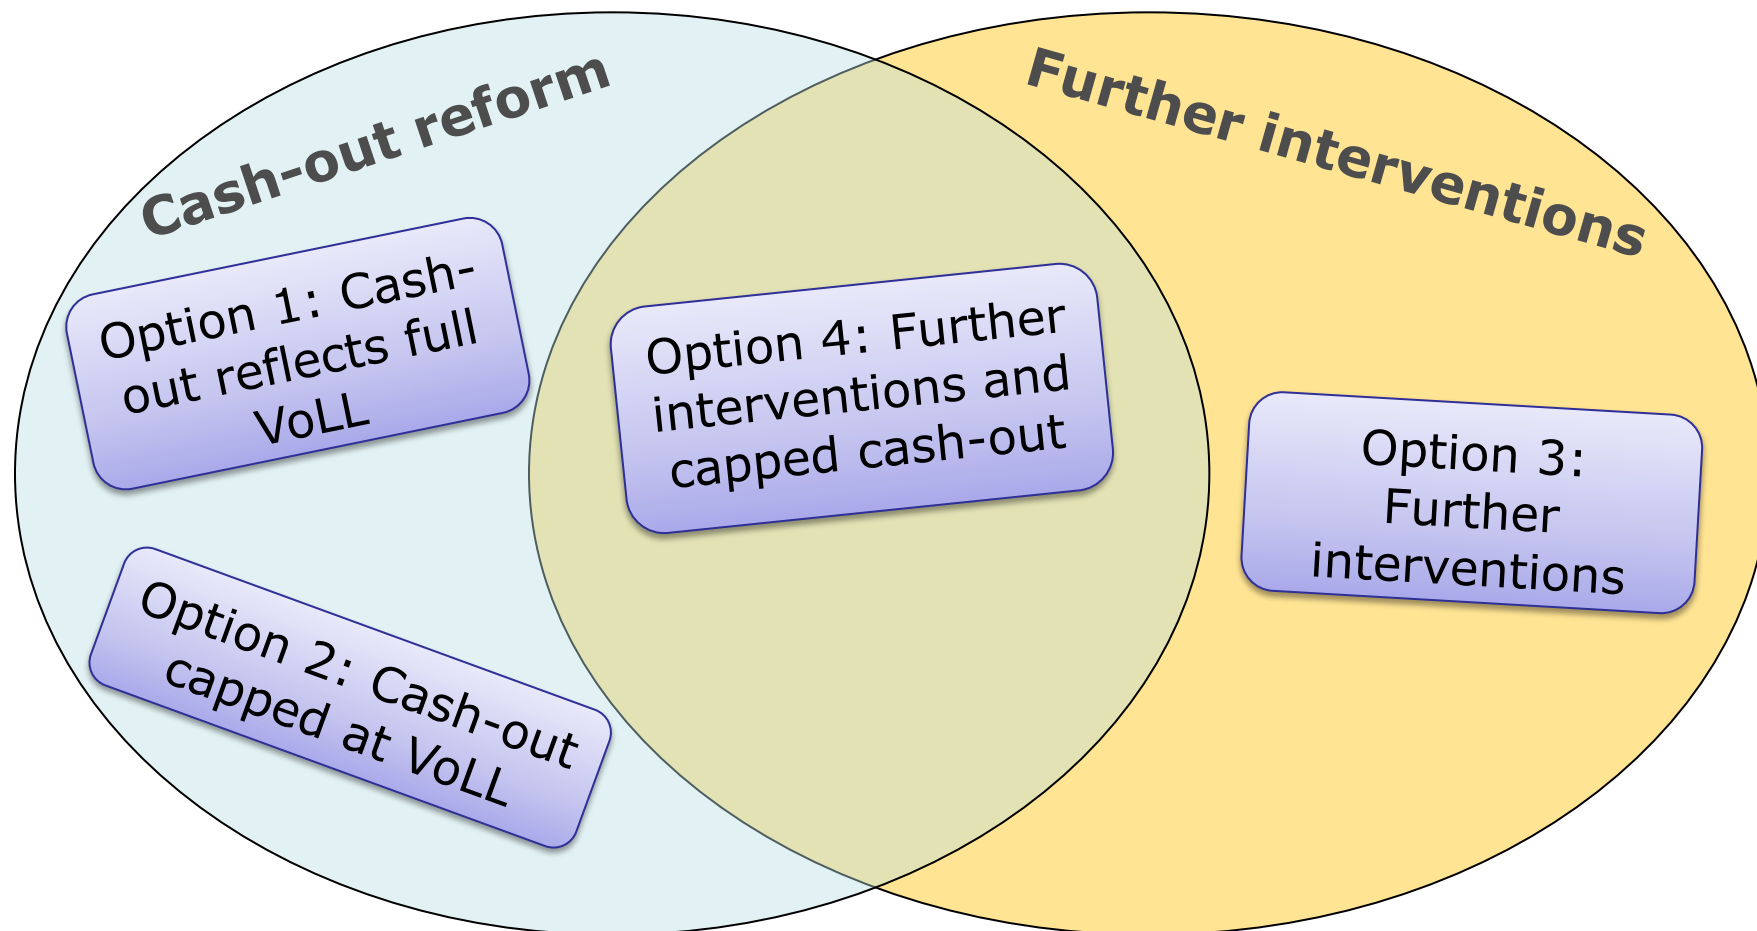 Cash-out reform
Further interventions
Option 1: Cash-
out reflects full
VoLL
Option 4: Further
interventions and
capped cash-out
Option 3:
Further
interventions
Option 2: Cash-out
capped at VoLL